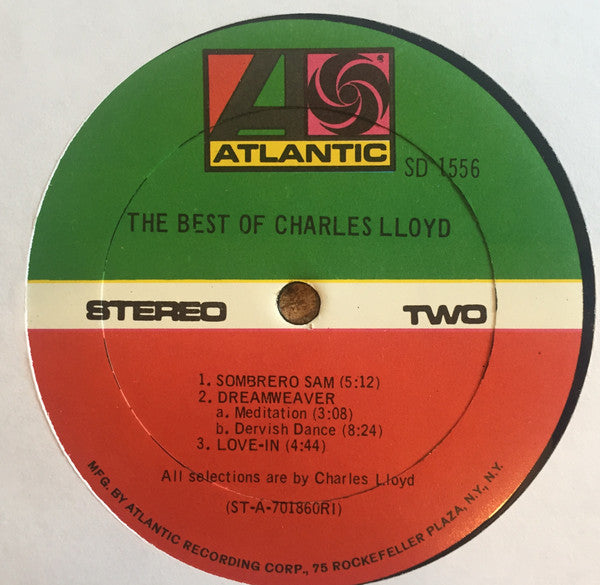 ATLANTIC
SD 1556
THE BEST OF CHARLES LLOYD
STEREO
TWO
1. SOMBRERO SAM (5:12)
2. DREAMWEAVER
a. Meditation (3:08)
b. Dervish Dance (8:24)
3. LOVE-IN (4:44)
All selections are by Charles Lloyd
(ST-A-701860RI)
MFG. BY ATLANTIC RECORDING CORP., 75 ROCKEFELLER PLAZA, N.Y., N.Y.